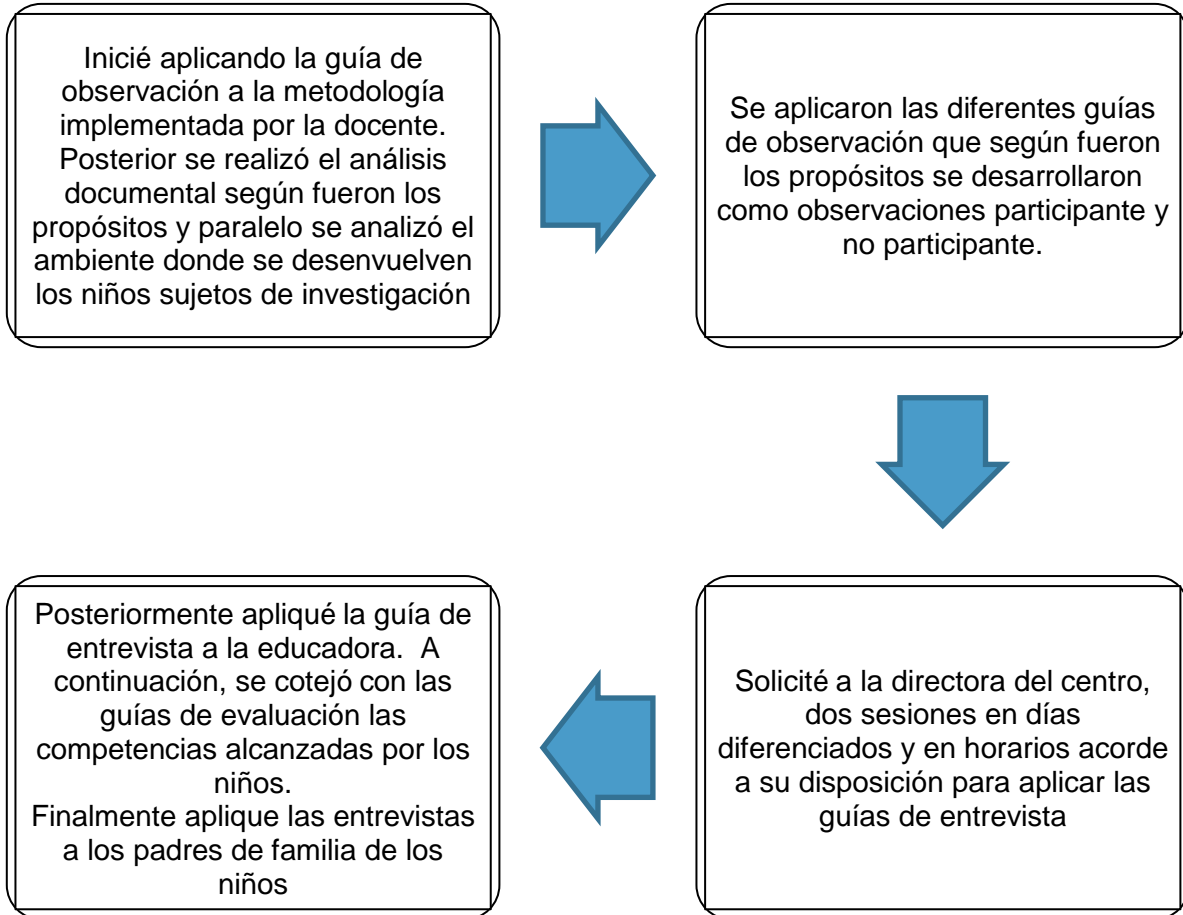 Inicié aplicando la guía de
observación a la metodología
implementada por la docente.
Posterior se realizó el análisis
documental según fueron los
propósitos y paralelo se analizó el
ambiente donde se desenvuelven
los niños sujetos de investigación
Se aplicaron las diferentes guías
de observación que según fueron
los propósitos se desarrollaron
como observaciones participante y
no participante.
Solicité a la directora del centro,
dos sesiones en días
diferenciados y en horarios acorde
a su disposición para aplicar las
guías de entrevista
Posteriormente apliqué la guía de
entrevista a la educadora. A
continuación, se cotejó con las
guías de evaluación las
competencias alcanzadas por los
niños.
Finalmente aplique las entrevistas
a los padres de familia de los
niños